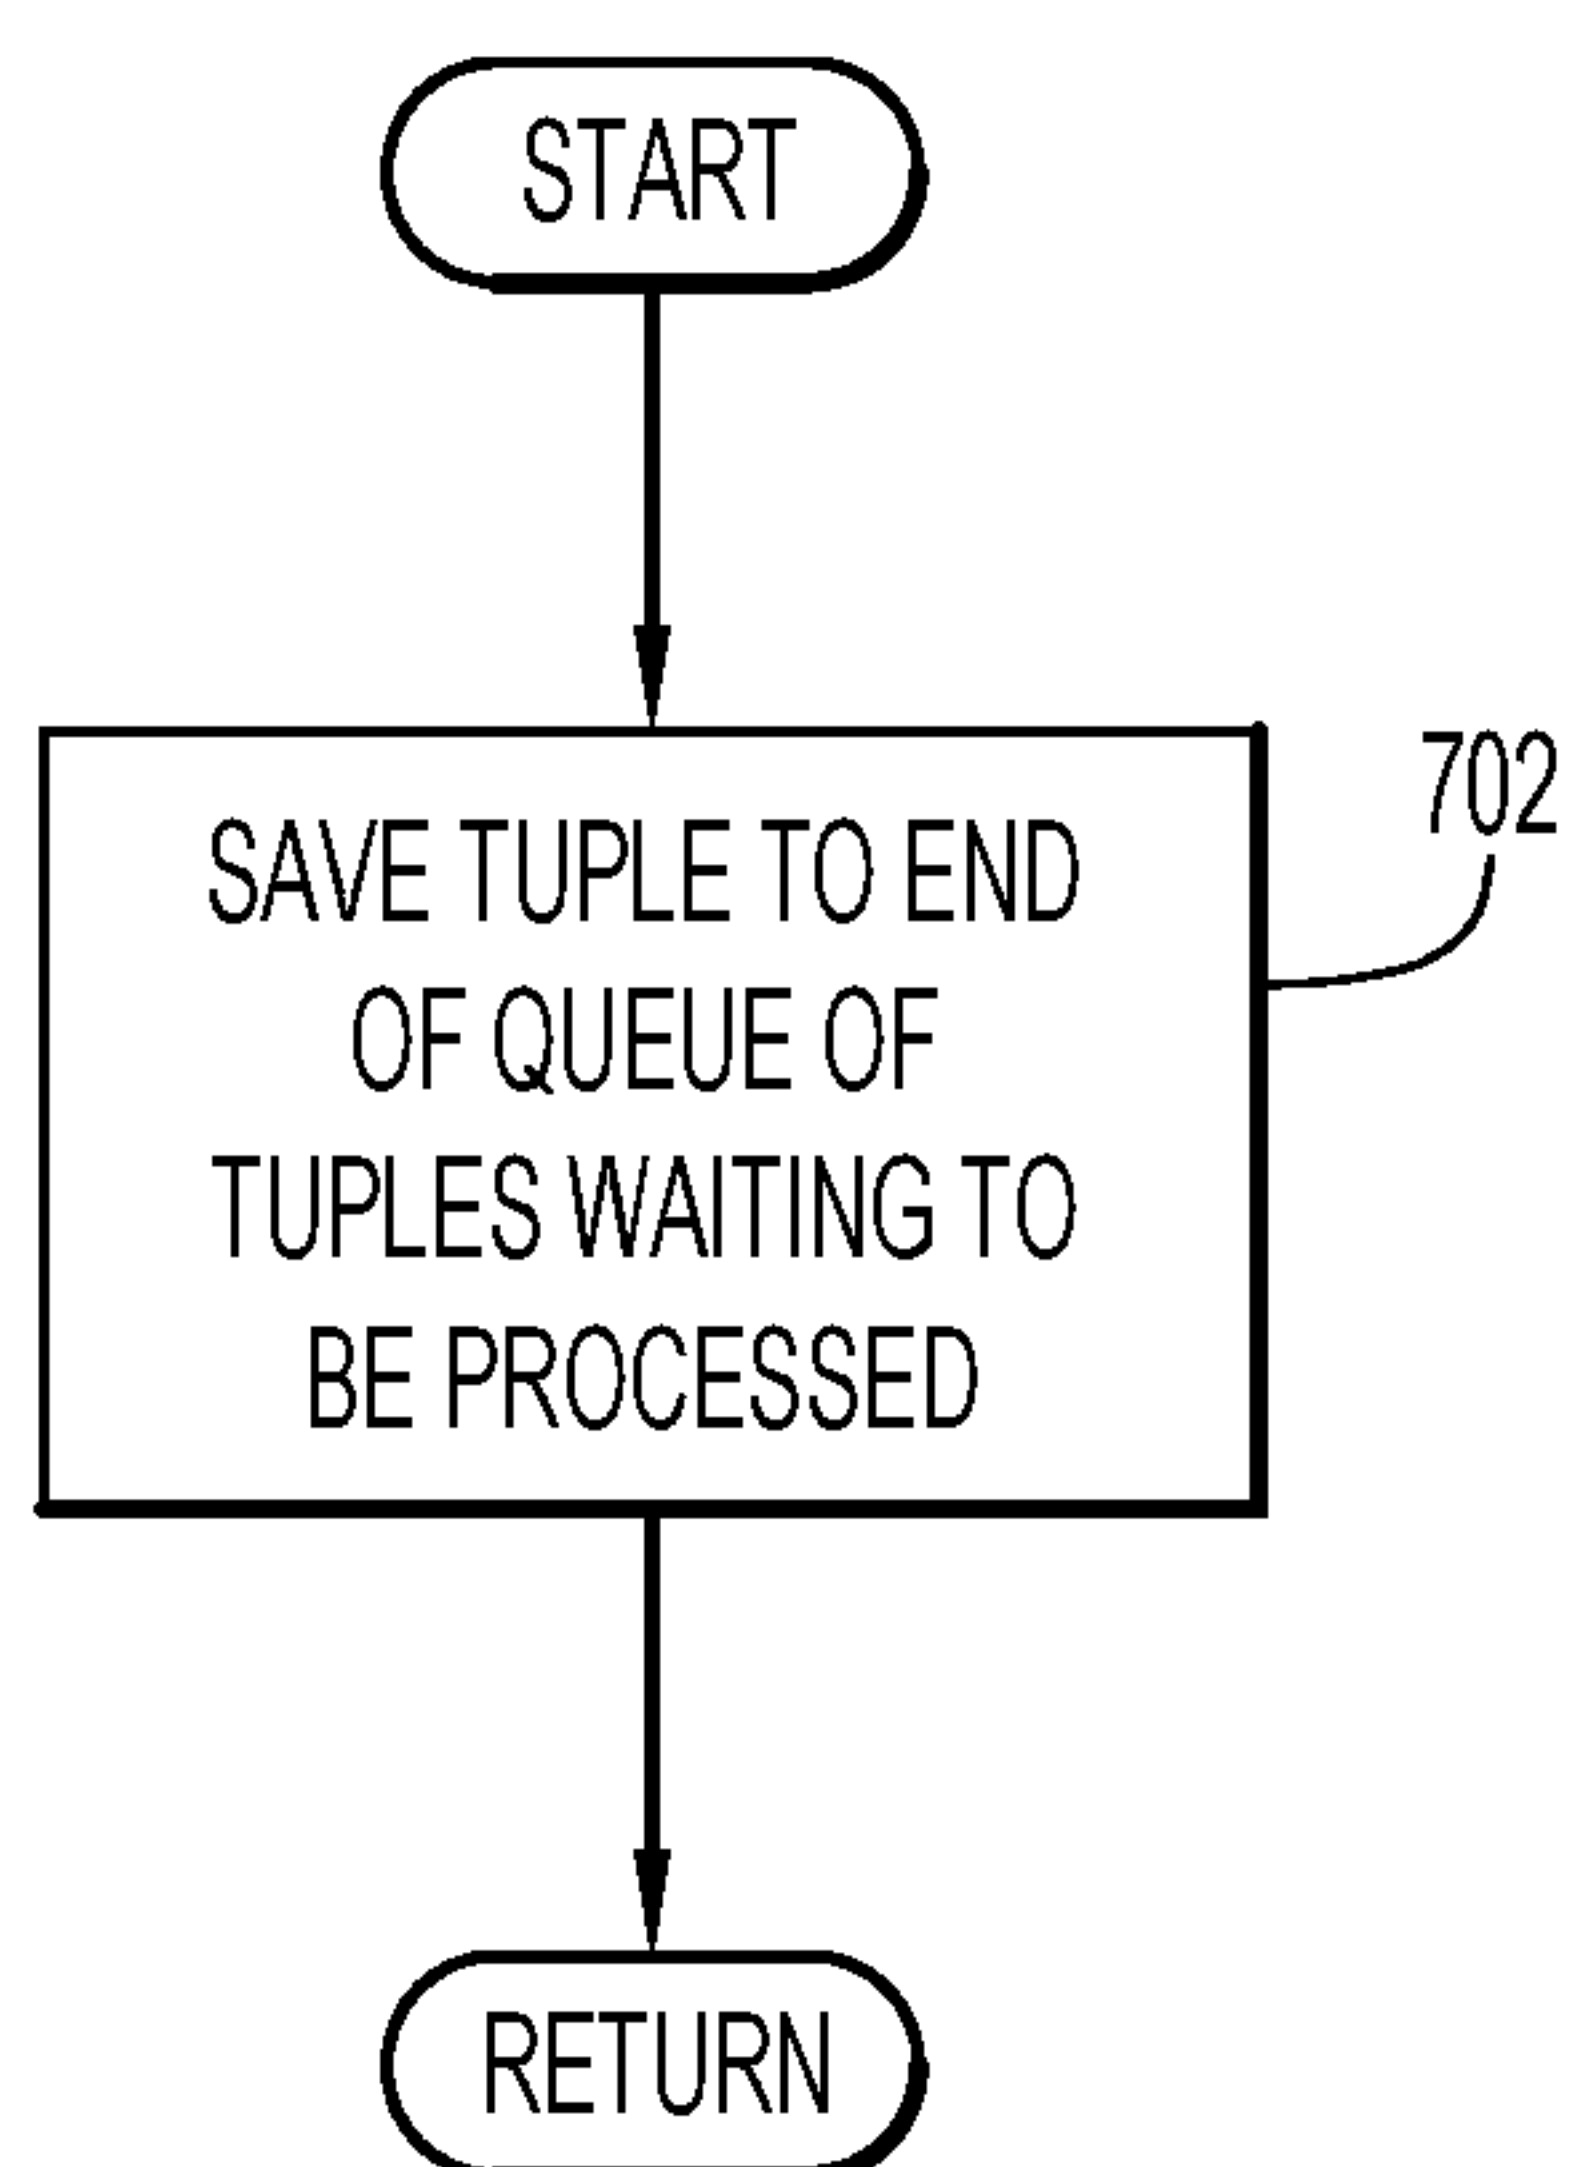 START
702
SAVE TUPLE TO END
OF QUEUE OF
TUPLES WAITING TO
BE PROCESSED
RETURN